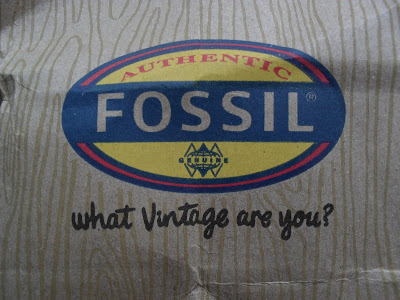 AUTHENTIC
FOSSIL®
GENUINE
what Vintage are you?